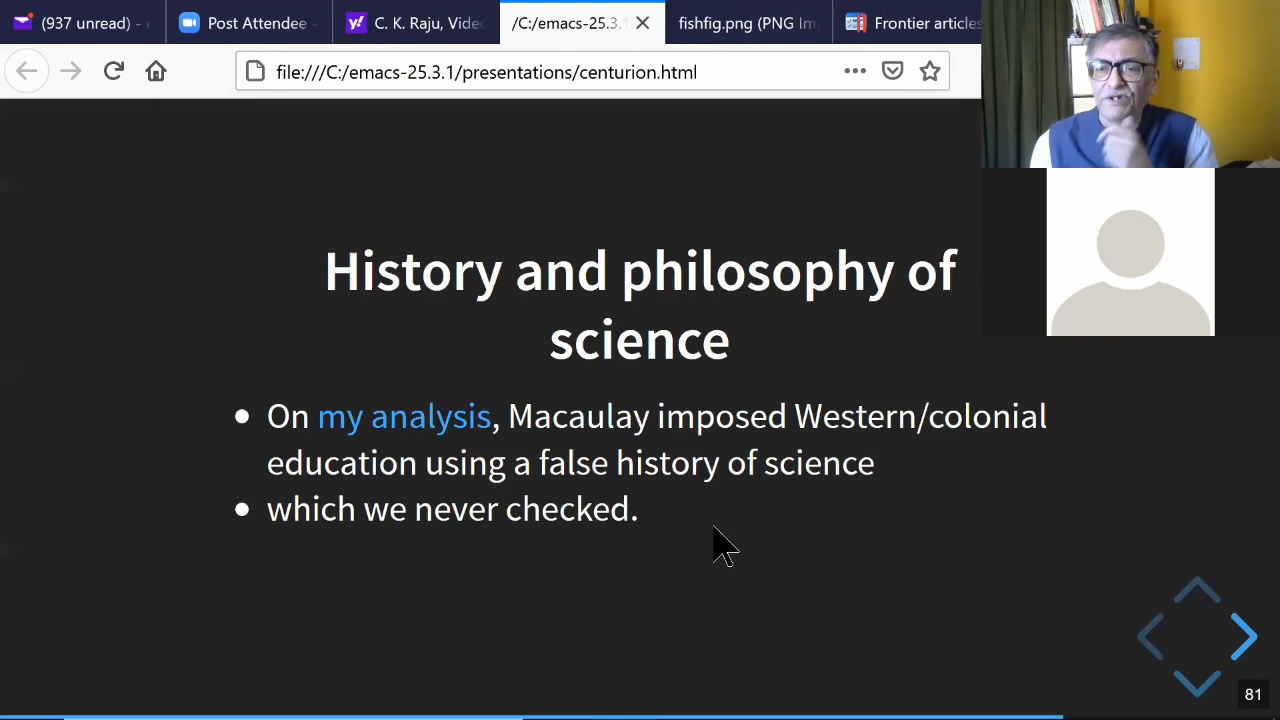 (937 unread) - c
Post Attendee -
C. K. Raju, Video
/C:/emacs-25.3.1
fishfig.png (PNG Im
Frontier articles
file:///C:/emacs-25.3.1/presentations/centurion.html
History and philosophy of
science
On my analysis, Macaulay imposed Western/colonial
education using a false history of science
which we never checked.
81